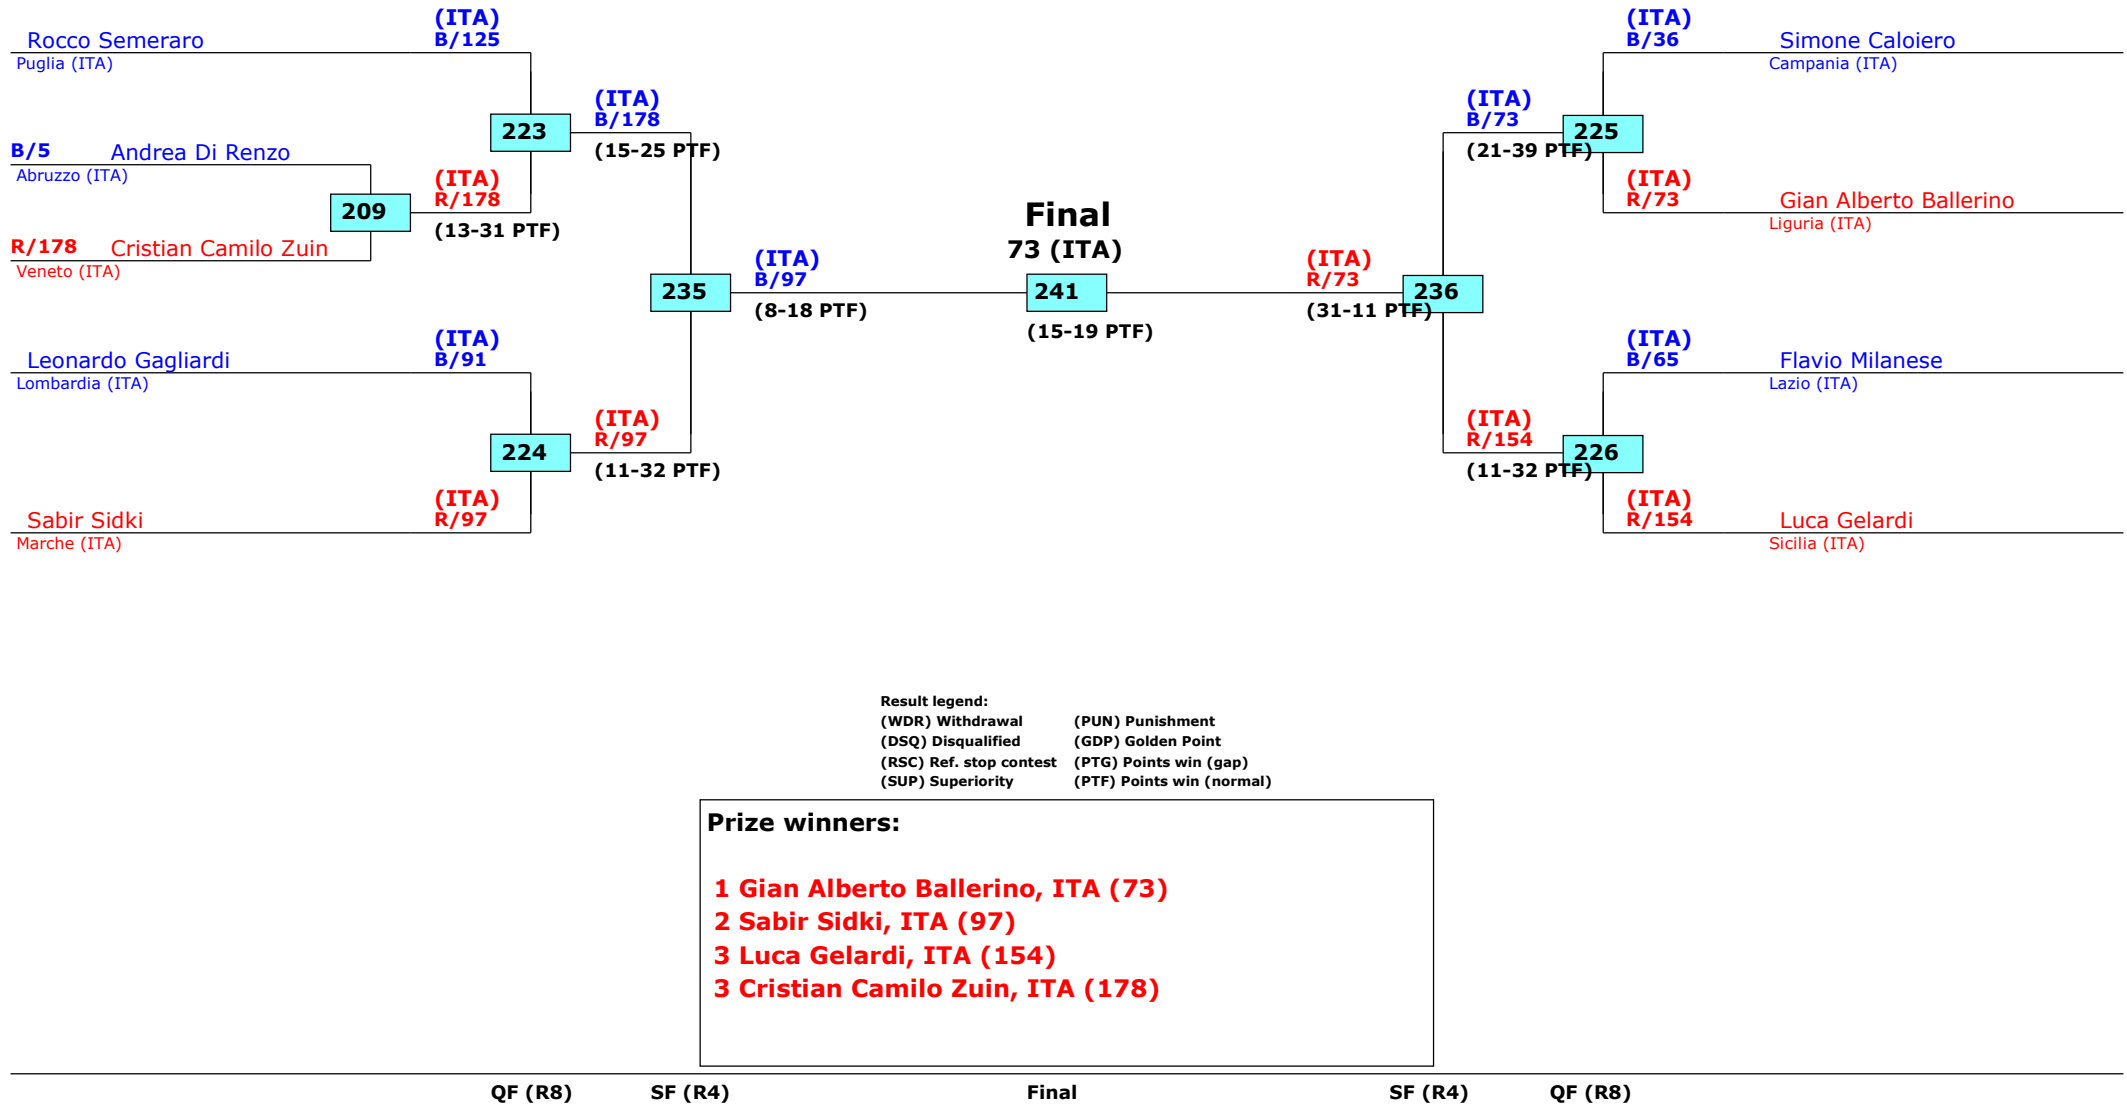 (ITA)
B/125
Rocco Semeraro
Puglia (ITA)
223
(ITA)
B/178
(15-25 PTF)
B/5 Andrea Di Renzo
Abruzzo (ITA)
209
(ITA)
R/178
(13-31 PTF)
R/178 Cristian Camilo Zuin
Veneto (ITA)
235
(ITA)
B/97
(8-18 PTF)
(ITA)
B/91
Leonardo Gagliardi
Lombardia (ITA)
224
(ITA)
R/97
(11-32 PTF)
(ITA)
R/97
Sabir Sidki
Marche (ITA)
Final
73 (ITA)
241
(15-19 PTF)
(ITA)
R/73
(31-11 PTF)
236
(ITA)
B/73
(21-39 PTF)
225
(ITA)
B/36
Simone Caloiero
Campania (ITA)
(ITA)
R/73
Gian Alberto Ballerino
Liguria (ITA)
(ITA)
B/65
Flavio Milanese
Lazio (ITA)
(ITA)
R/154
(11-32 PTF)
226
(ITA)
R/154
Luca Gelardi
Sicilia (ITA)
Result legend:
(WDR) Withdrawal (PUN) Punishment
(DSQ) Disqualified (GDP) Golden Point
(RSC) Ref. stop contest (PTG) Points win (gap)
(SUP) Superiority (PTF) Points win (normal)
Prize winners:
1 Gian Alberto Ballerino, ITA (73)
2 Sabir Sidki, ITA (97)
3 Luca Gelardi, ITA (154)
3 Cristian Camilo Zuin, ITA (178)
QF (R8) SF (R4) Final SF (R4) QF (R8)